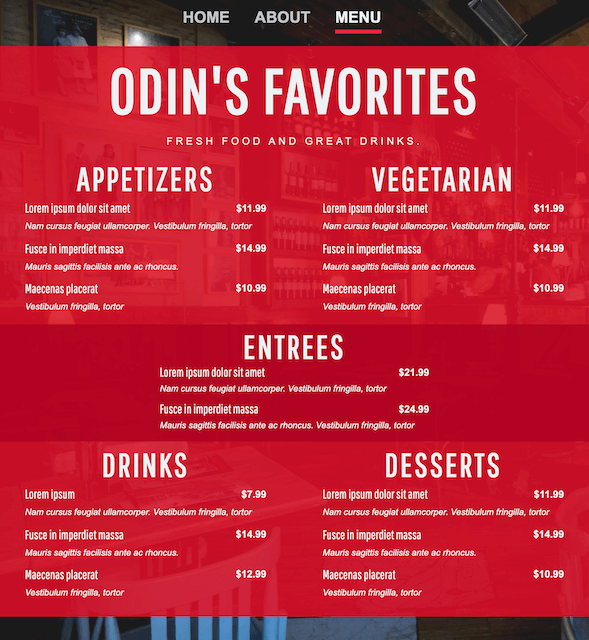 HOME ABOUT MENU
ODIN'S FAVORITES
FRESH FOOD AND GREAT DRINKS.
APPETIZERS
Lorem ipsum dolor sit amet $11.99
Nam cursus feugiat ullamcorper. Vestibulum fringilla, tortor
Fusce in imperdiet massa $14.99
Mauris sagittis facilisis ante ac rhoncus.
Maecenas placerat $10.99
Vestibulum fringilla, tortor
VEGETARIAN
Lorem ipsum dolor sit amet $11.99
Nam cursus feugiat ullamcorper. Vestibulum fringilla, tortor
Fusce in imperdiet massa $14.99
Mauris sagittis facilisis ante ac rhoncus.
Maecenas placerat $10.99
Vestibulum fringilla, tortor
ENTREES
Lorem ipsum dolor sit amet $21.99
Nam cursus feugiat ullamcorper. Vestibulum fringilla, tortor
Fusce in imperdiet massa $24.99
Mauris sagittis facilisis ante ac rhoncus. Vestibulum fringilla, tortor
DRINKS
Lorem ipsum $7.99
Nam cursus feugiat ullamcorper. Vestibulum fringilla, tortor
Fusce in imperdiet massa $14.99
Mauris sagittis facilisis ante ac rhoncus.
Maecenas placerat $12.99
Vestibulum fringilla, tortor
DESSERTS
Lorem ipsum dolor sit amet $11.99
Nam cursus feugiat ullamcorper. Vestibulum fringilla, tortor
Fusce in imperdiet massa $14.99
Mauris sagittis facilisis ante ac rhoncus.
Maecenas placerat $10.99
Vestibulum fringilla, tortor